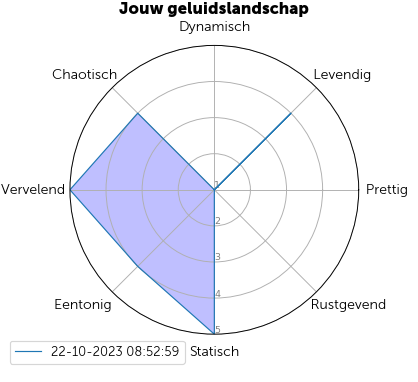 Jouw geluidslandschap
Dynamisch
Chaotisch
Levendig
Vervelend
1
Prettig
2
3
4
5
Eentonig
Rustgevend
Statisch
22-10-2023 08:52:59